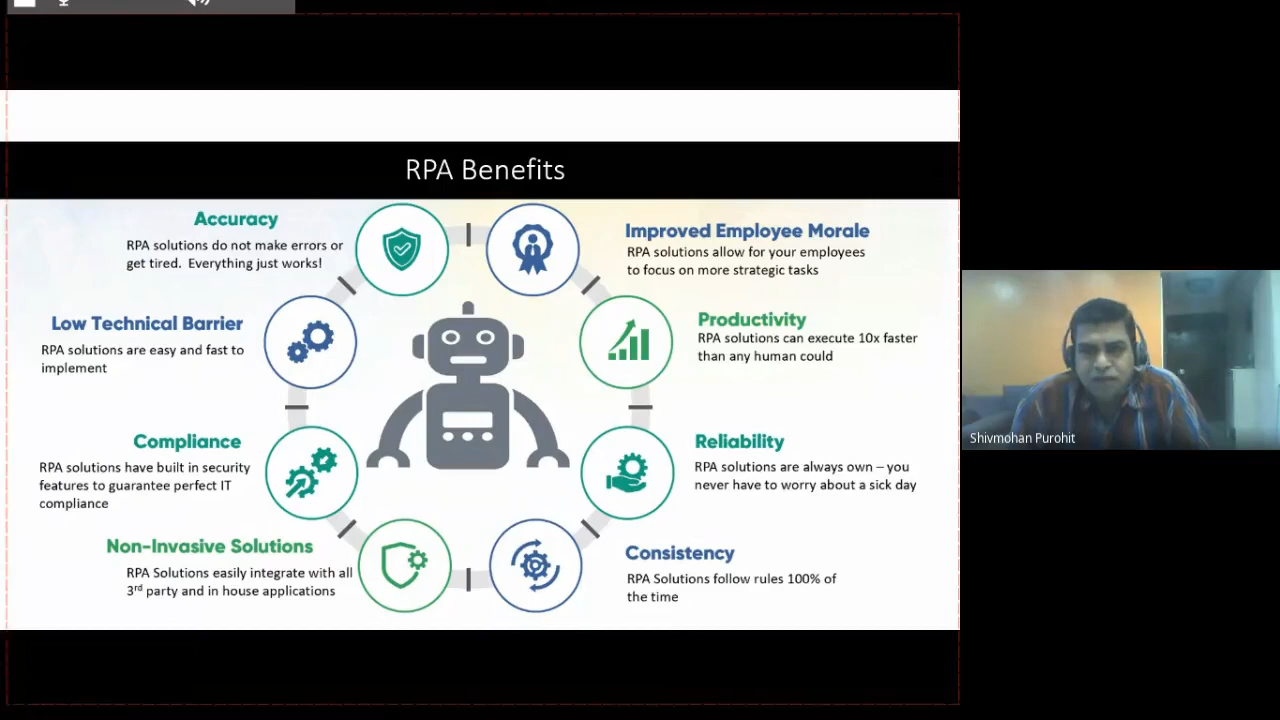 RPA Benefits
Accuracy
RPA solutions do not make errors or
get tired. Everything just works!
Improved Employee Morale
RPA solutions allow for your employees
to focus on more strategic tasks
Low Technical Barrier
RPA solutions are easy and fast to
implement
Productivity
RPA solutions can execute 10x faster
than any human could
Compliance
RPA solutions have built in security
features to guarantee perfect IT
compliance
Reliability
RPA solutions are always own – you
never have to worry about a sick day
Non-Invasive Solutions
RPA Solutions easily integrate with all
3rd party and in house applications
Consistency
RPA Solutions follow rules 100% of
the time
Shivmohan Purohit